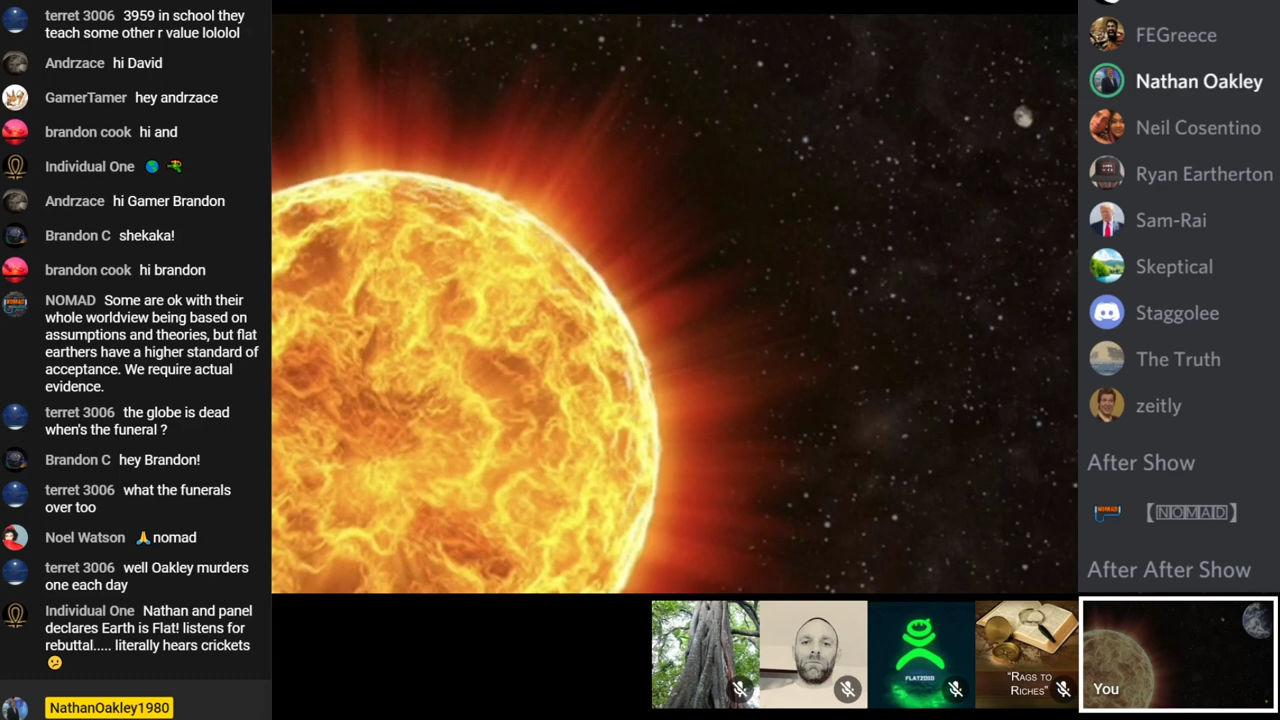 terret 3006 3959 in school they
teach some other r value lololol
Andrzace hi David
GamerTamer hey andrzace
brandon cook hi and
Individual One
Andrzace hi Gamer Brandon
Brandon C shekaka!
brandon cook hi brandon
NOMAD Some are ok with their
whole worldview being based on
assumptions and theories, but flat
earthers have a higher standard of
acceptance. We require actual
evidence.
terret 3006 the globe is dead
when's the funeral ?
Brandon C hey Brandon!
terret 3006 what the funerals
over too
Noel Watson 🙏nomad
terret 3006 well Oakley murders
one each day
Individual One Nathan and panel
declares Earth is Flat! listens for
rebuttal..... literally hears crickets
NathanOakley1980
FLATZOID
"RAGS TO
RICHES"
You
FEGreece
Nathan Oakley
Neil Cosentino
Ryan Eartherton
Sam-Rai
Skeptical
Staggolee
The Truth
zeitly
After Show
【NOMAD】
After After Show